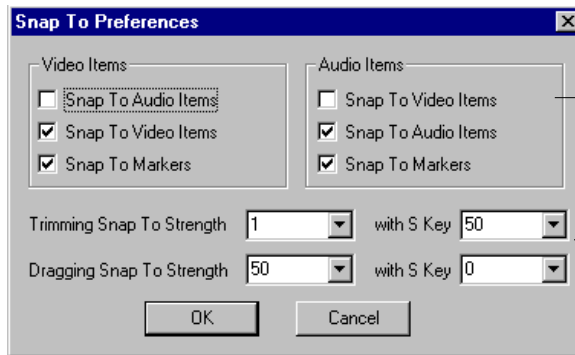 Snap To Preferences
Video Items
Snap To Audio Items
Snap To Video Items
Snap To Markers
Audio Items
Snap To Video Items
Snap To Audio Items
Snap To Markers
Trimming Snap To Strength 1 with S Key 50
Dragging Snap To Strength 50 with S Key 0
OK Cancel